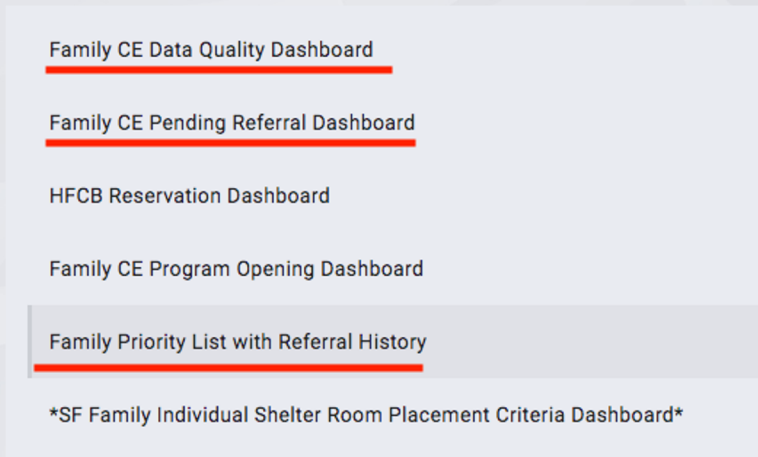 Family CE Data Quality Dashboard
Family CE Pending Referral Dashboard
HFCB Reservation Dashboard
Family CE Program Opening Dashboard
Family Priority List with Referral History
*SF Family Individual Shelter Room Placement Criteria Dashboard*